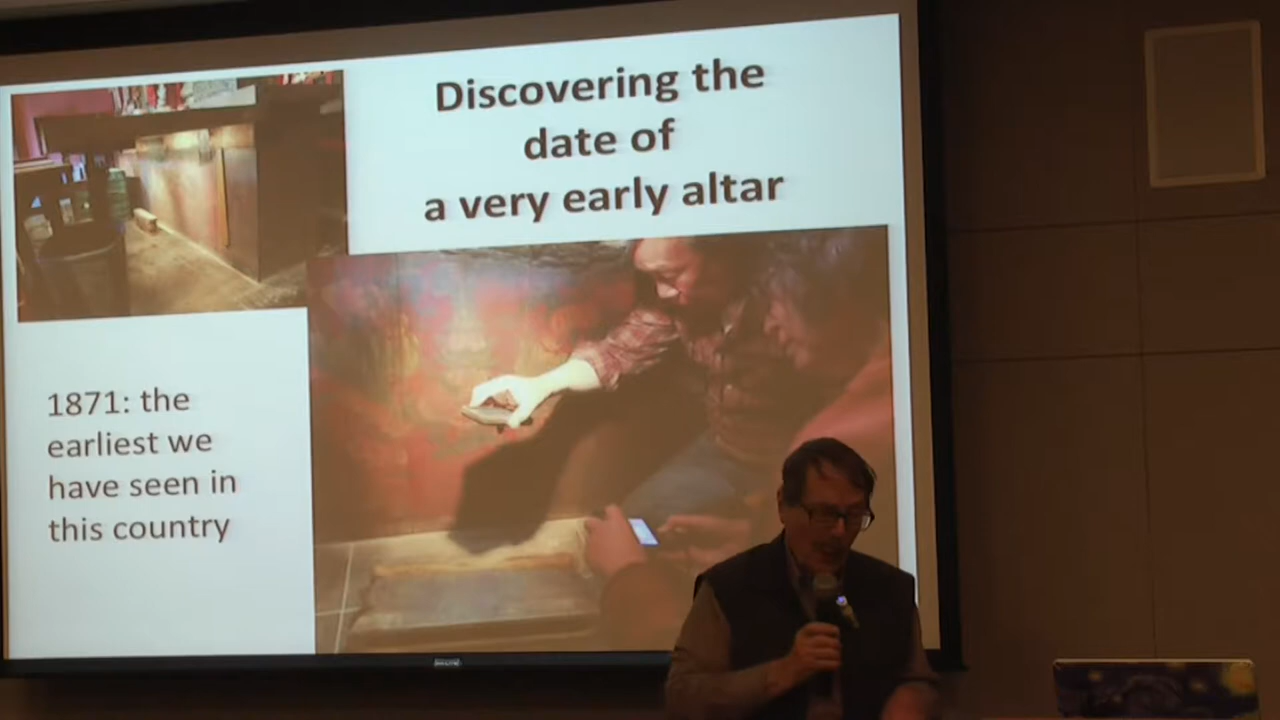 Discovering the
date of
a very early altar
1871: the
earliest we
have seen in
this country